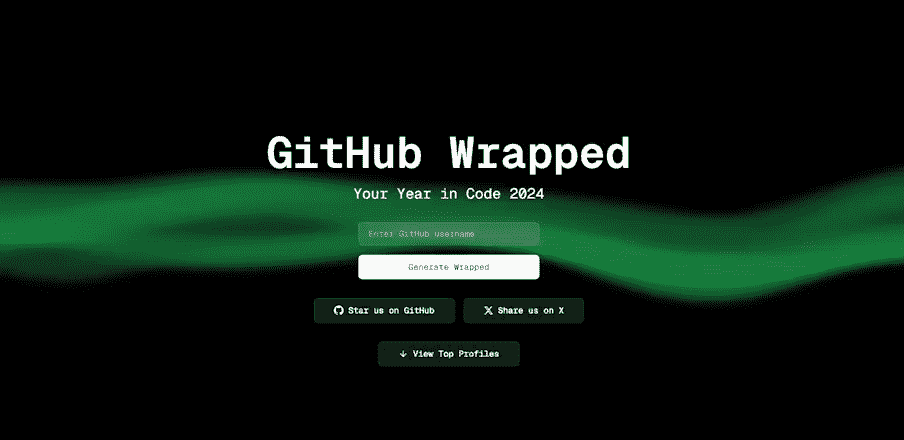 GitHub Wrapped
Your Year in Code 2024
Enter GitHub username
Generate Wrapped
Star us on GitHub
Share us on X
View Top Profiles